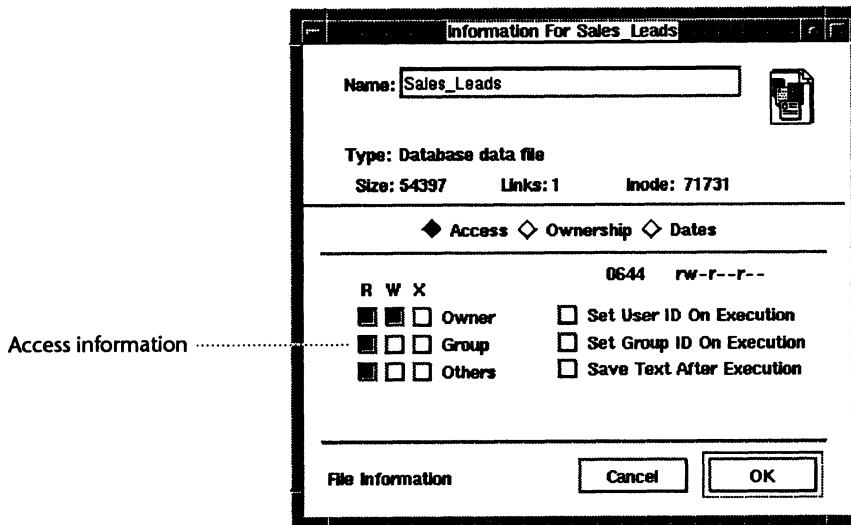 Information For Sales_Leads
Name: Sales_Leads
Type: Database data file
Size: 54397 Links: 1 Inode: 71731
Access Ownership Dates
0644 rw-r--r--
R W X
Owner Set User ID On Execution
Access information Group Set Group ID On Execution
Others Save Text After Execution
File Information Cancel OK